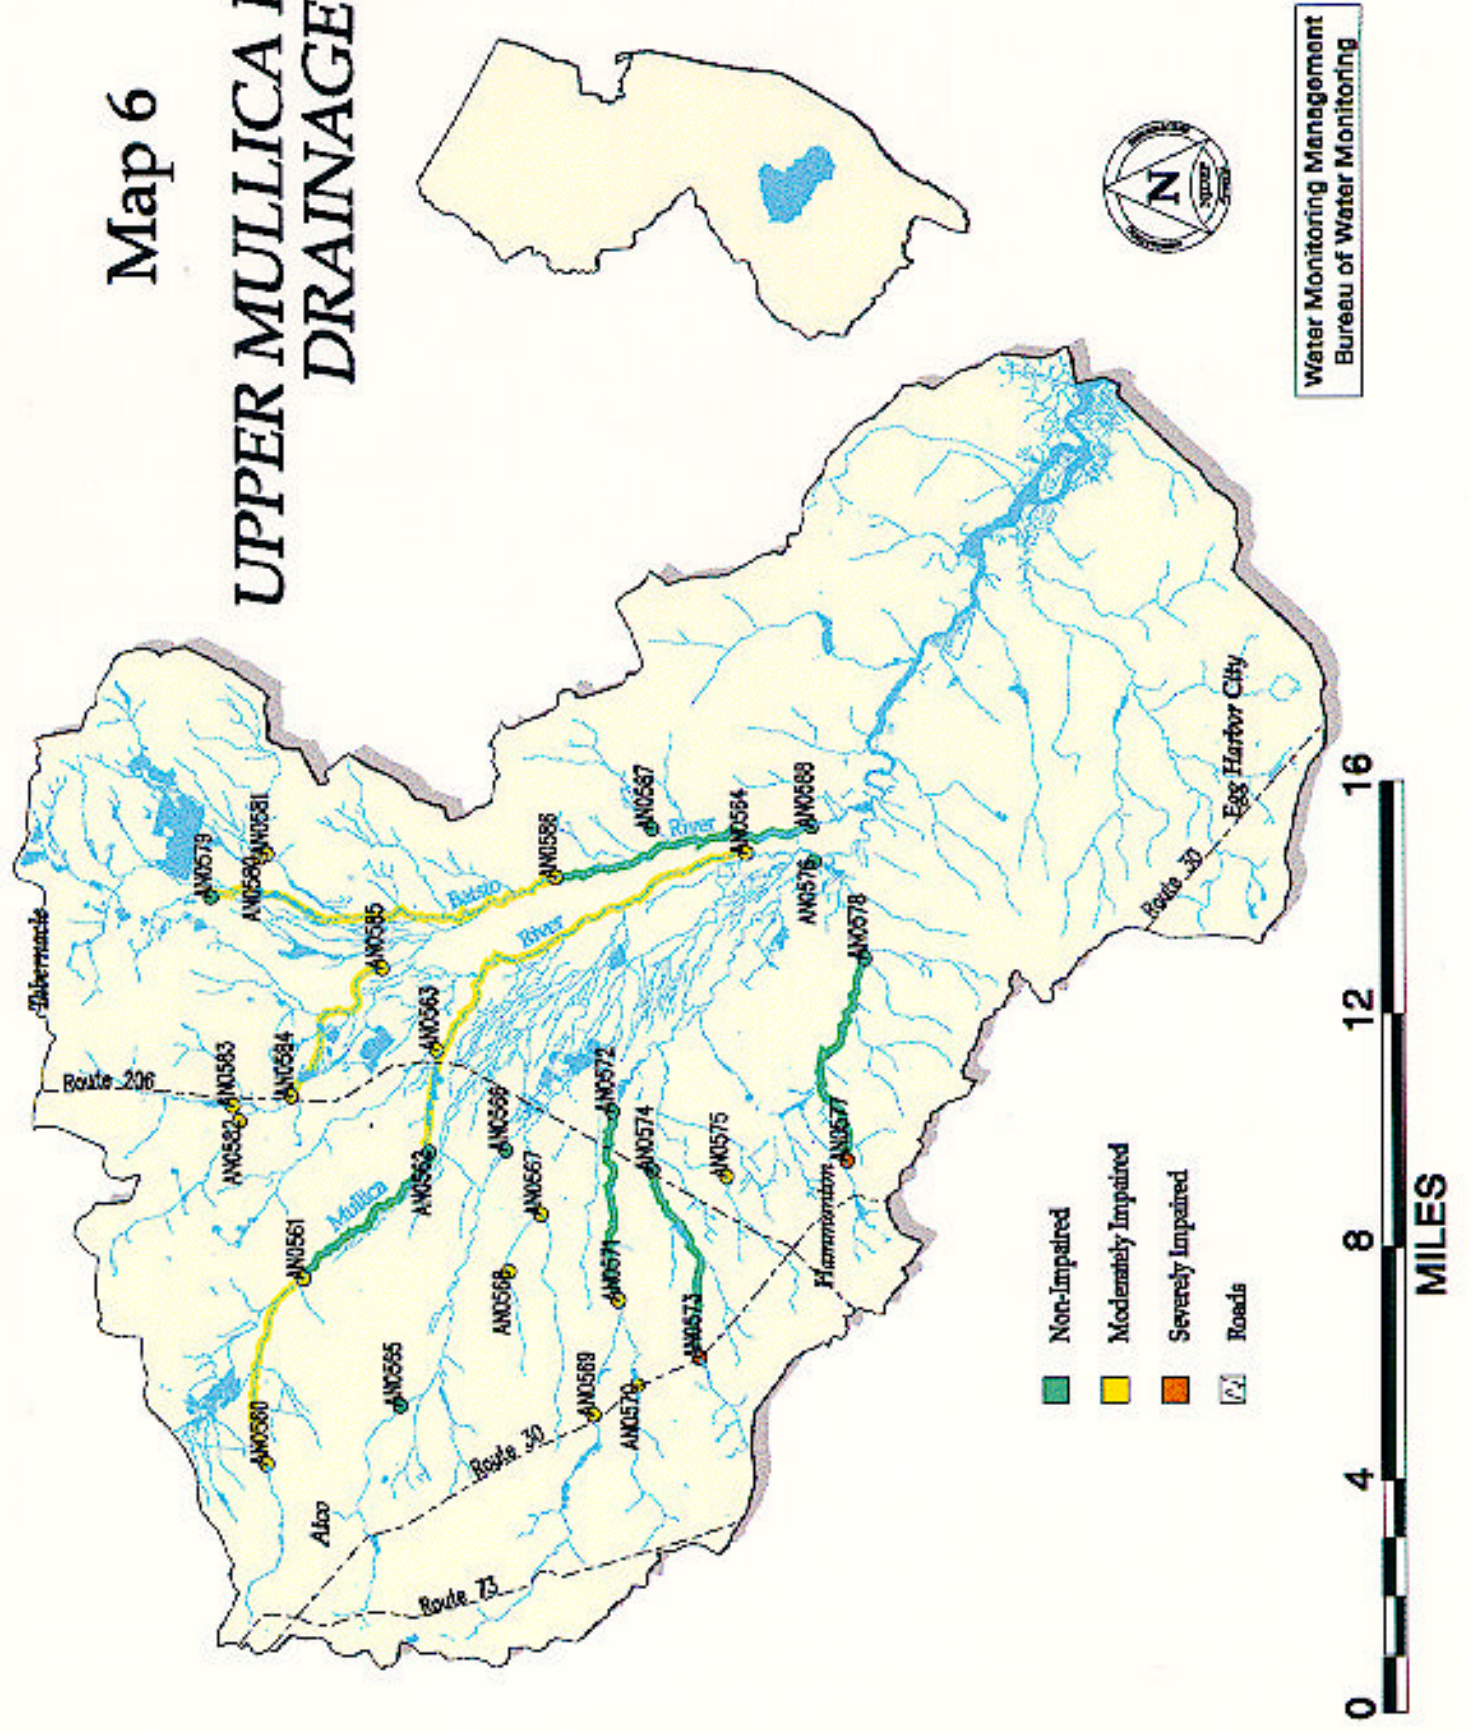 Map 6
UPPER MULLICA
DRAINAGE
Tabernacle
AN0579
AN0580
AN0581
Route 206
AN0583
AN0582
AN0584
AN0585
Batsto
River
AN0586
AN0587
AN0564
AN0588
AN0576
AN0578
AN0563
River
AN0562
Mullica
AN0561
AN0560
AN0566
AN0567
AN0568
AN0565
AN0572
AN0574
AN0571
AN0575
AN0573
AN0569
AN0570
AN0577
Hammonton
Atco
Route 30
Route 73
Route 30
Egg Harbor City
N
Non-Impaired
Moderately Impaired
Severely Impaired
Roads
0 4 8 12 16
MILES
Water Monitoring Management
Bureau of Water Monitoring